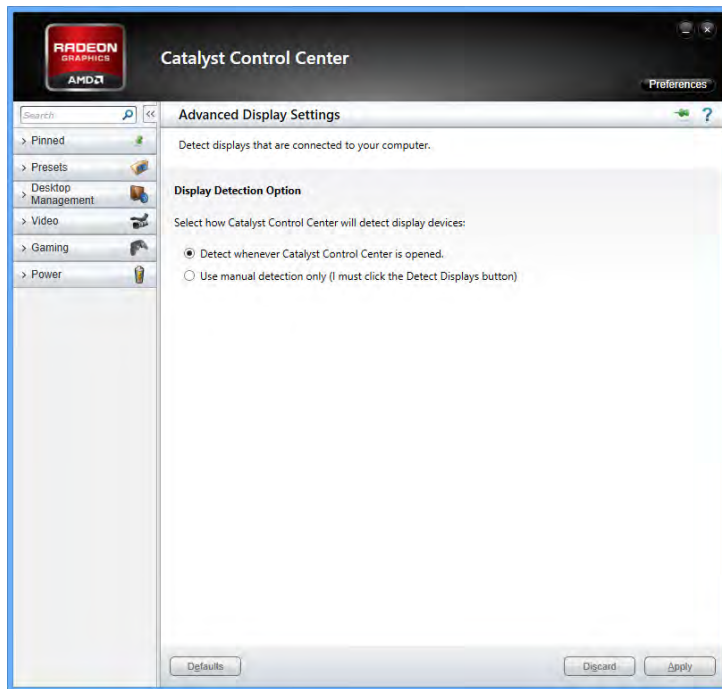 RADEON
GRAPHICS
AMD
Catalyst Control Center
Preferences
Search
<<
Advanced Display Settings
?
> Pinned
Detect displays that are connected to your computer.
> Presets
> Desktop
Management
Display Detection Option
> Video
Select how Catalyst Control Center will detect display devices:
> Gaming
Detect whenever Catalyst Control Center is opened.
> Power
Use manual detection only (I must click the Detect Displays button)
Defaults
Discard
Apply